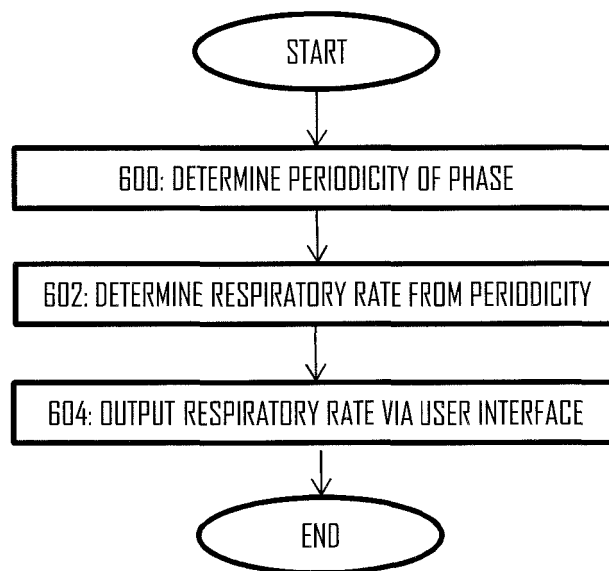 START
600: DETERMINE PERIODICITY OF PHASE
602: DETERMINE RESPIRATORY RATE FROM PERIODICITY
604: OUTPUT RESPIRATORY RATE VIA USER INTERFACE
END